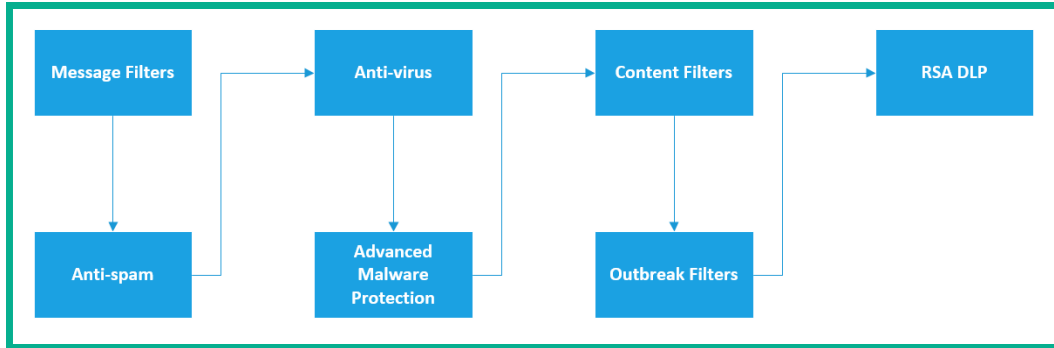 Message Filters
Anti-virus
Content Filters
RSA DLP
Anti-spam
Advanced
Malware
Protection
Outbreak Filters